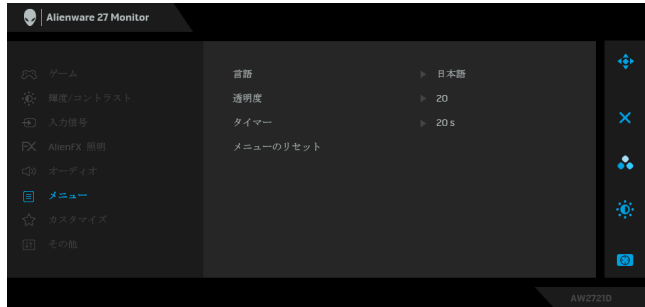 Alienware 27 Monitor
ゲーム
輝度/コントラスト
入力信号
FX AlienFX 照明
オーディオ
メニュー
カスタマイズ
その他
言語 日本語
透明度 20
タイマー 20 s
メニューのリセット
AW2721D